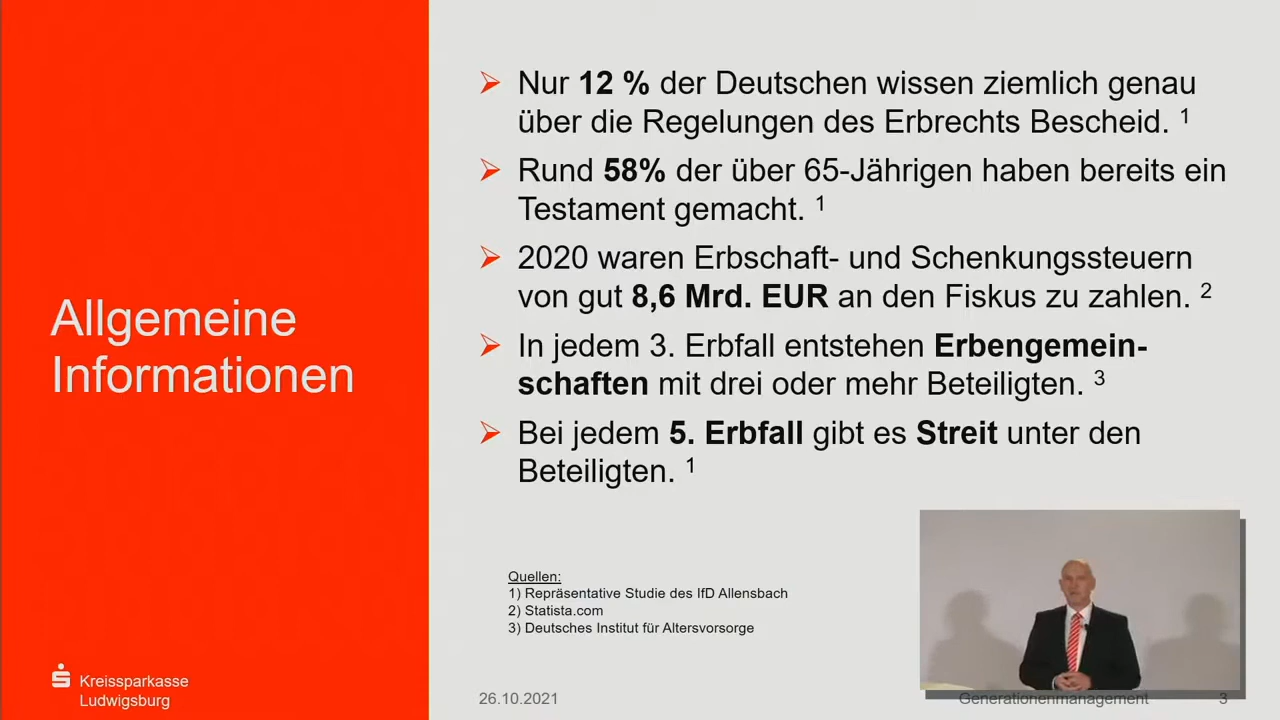 Allgemeine
Informationen
Nur 12 % der Deutschen wissen ziemlich genau
über die Regelungen des Erbrechts Bescheid. 1
Rund 58% der über 65-Jährigen haben bereits ein
Testament gemacht. 1
2020 waren Erbschaft- und Schenkungssteuern
von gut 8,6 Mrd. EUR an den Fiskus zu zahlen. 2
In jedem 3. Erbfall entstehen Erbengemein-
schaften mit drei oder mehr Beteiligten. 3
Bei jedem 5. Erbfall gibt es Streit unter den
Beteiligten. 1
Quellen:
1) Repräsentative Studie des IfD Allensbach
2) Statista.com
3) Deutsches Institut für Altersvorsorge
Kreissparkasse
Ludwigsburg
26.10.2021
Generationenmanagement
3